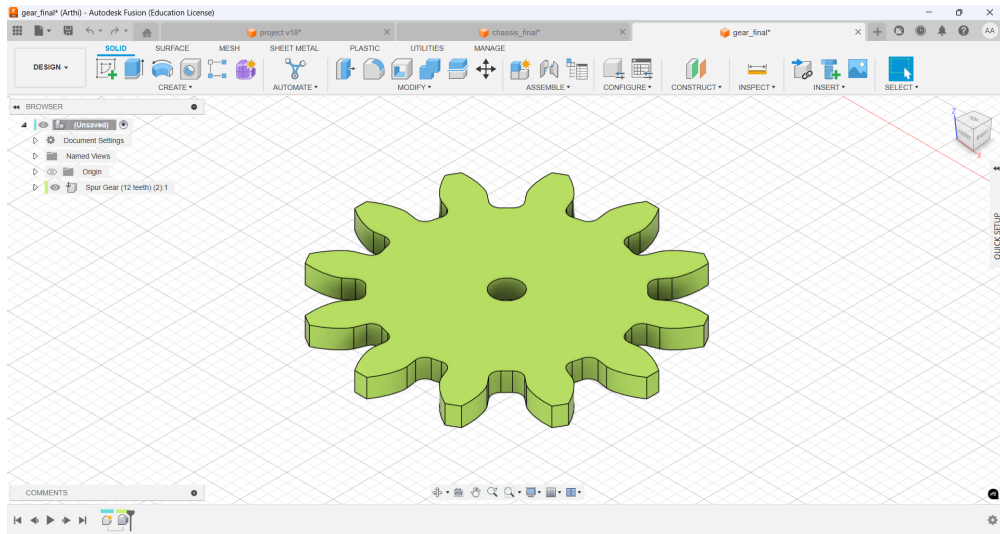 gear_final* (Arthi) - Autodesk Fusion (Education License)
project v18*
chassis_final*
gear_final*
AA
SOLID SURFACE MESH SHEET METAL PLASTIC UTILITIES MANAGE
DESIGN
CREATE AUTOMATE MODIFY ASSEMBLE CONFIGURE CONSTRUCT INSPECT INSERT SELECT
BROWSER
(Unsaved)
Document Settings
Named Views
Origin
Spur Gear (12 teeth) (2):1
Z
TOP
X
QUICK SETUP
COMMENTS